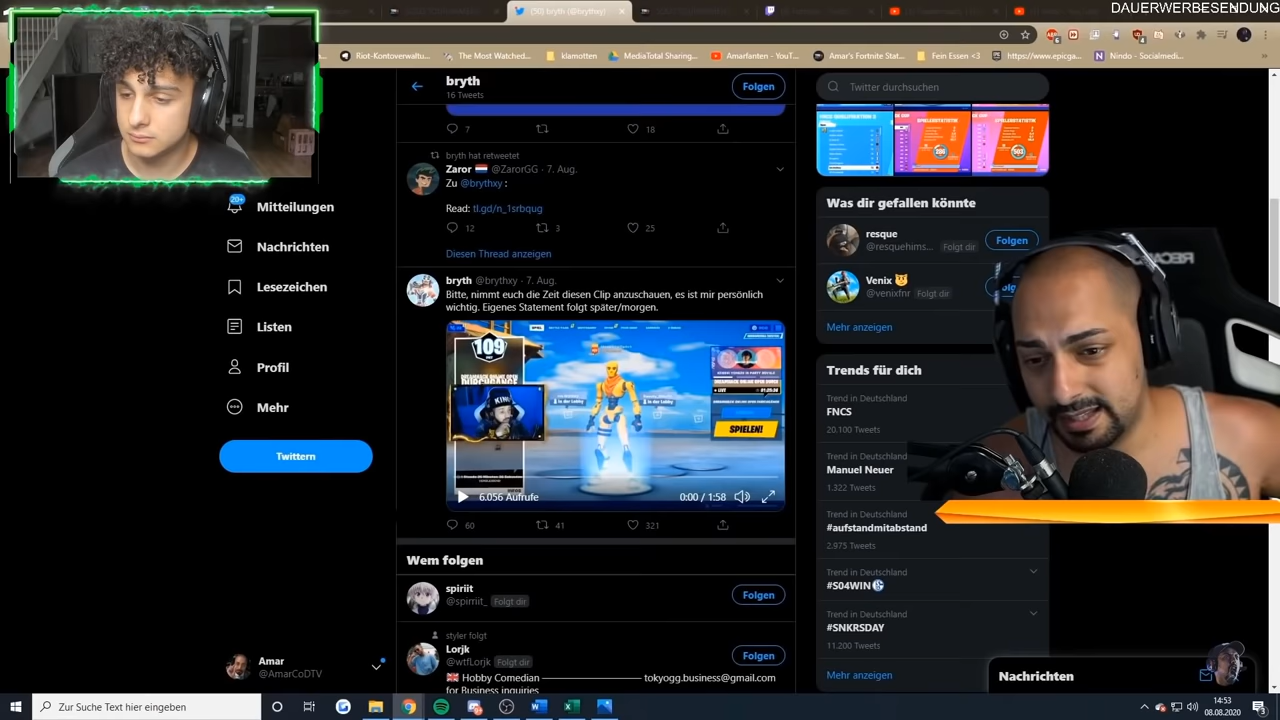 DAUERWERBESENDUNG
(50) bryth (@brythxy)
Riot-Kontoverwaltu...
The Most Watched...
klamotten
MediaTotal Sharing...
Amarfanten - YouT...
Amar's Fortnite Stat...
Fein Essen <3
https://www.epicga...
Nindo - Socialmedi...
Mitteilungen
20+
Nachrichten
Lesezeichen
Listen
Profil
Mehr
Twittern
Amar
@AmarCoDTV
bryth
16 Tweets
Folgen
7 18
bryth hat retweetet
Zaror @ZarorGG · 7. Aug.
Zu @brythxy :
Read: tl.gd/n_1srbqug
12 3 25
Diesen Thread anzeigen
bryth @brythxy · 7. Aug.
Bitte, nimmt euch die Zeit diesen Clip anzuschauen, es ist mir persönlich
wichtig. Eigenes Statement folgt später/morgen.
109
SPIELEN!
6.056 Aufrufe 0:00 / 1:58
60 41 321
Wem folgen
spiriit
@spirriit_ Folgt dir
Folgen
styler folgt
Lorjk
@wtfLorjk Folgt dir
Folgen
Hobby Comedian —————— tokyogg.business@gmail.com
for Business inquiries
Twitter durchsuchen
Was dir gefallen könnte
resque
@resquehims... Folgt dir
Folgen
Venix
@venixfnr Folgt dir
Mehr anzeigen
Trends für dich
Trend in Deutschland
FNCS
20.100 Tweets
Trend in Deutschland
Manuel Neuer
1.322 Tweets
Trend in Deutschland
#aufstandmitabstand
2.975 Tweets
Trend in Deutschland
#S04WIN
Trend in Deutschland
#SNKRSDAY
11.200 Tweets
Mehr anzeigen
Nachrichten
Zur Suche Text hier eingeben
14:53
08.08.2020